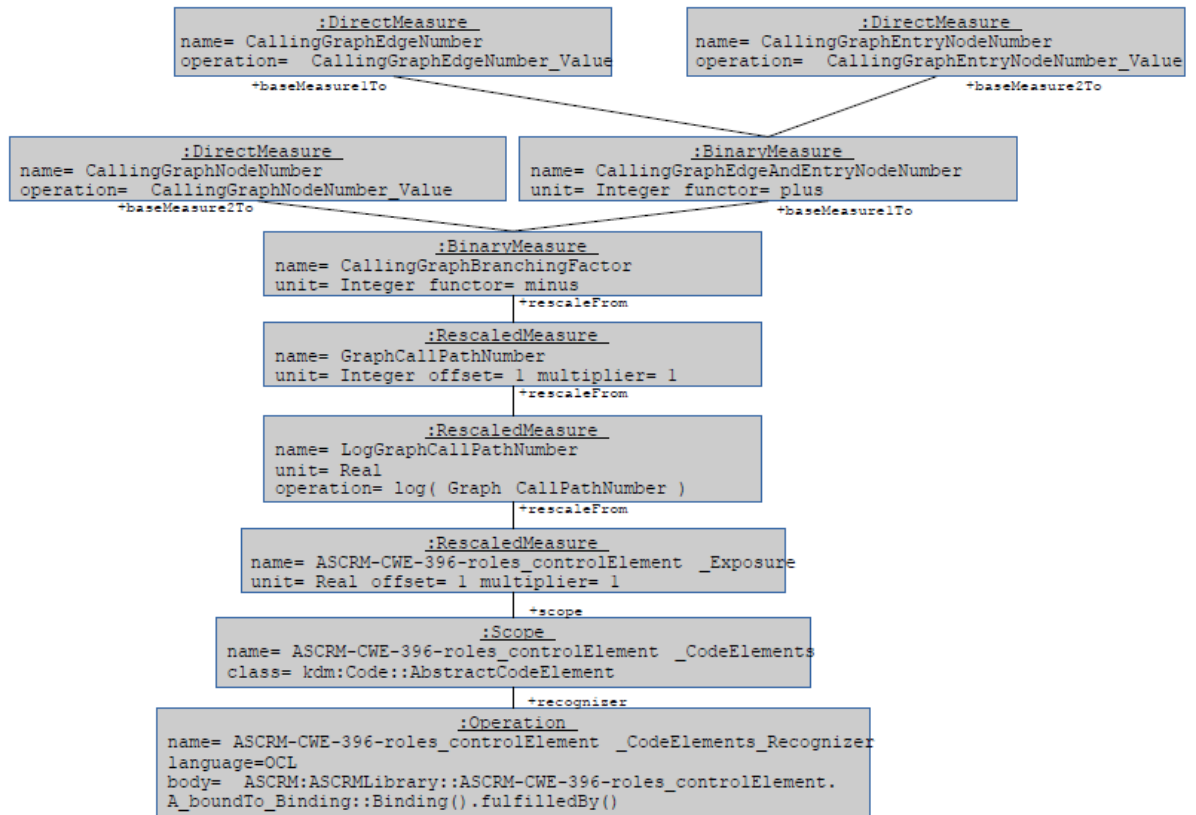 :DirectMeasure
name= CallingGraphEdgeNumber
operation= CallingGraphEdgeNumber_Value
:DirectMeasure
name= CallingGraphEntryNodeNumber
operation= CallingGraphEntryNodeNumber_Value
+baseMeasure1To
+baseMeasure2To
:DirectMeasure
name= CallingGraphNodeNumber
operation= CallingGraphNodeNumber_Value
:BinaryMeasure
name= CallingGraphEdgeAndEntryNodeNumber
unit= Integer functor= plus
+baseMeasure2To
+baseMeasure1To
:BinaryMeasure
name= CallingGraphBranchingFactor
unit= Integer functor= minus
+rescaleFrom
:RescaledMeasure
name= GraphCallPathNumber
unit= Integer offset= 1 multiplier= 1
+rescaleFrom
:RescaledMeasure
name= LogGraphCallPathNumber
unit= Real
operation= log( Graph CallPathNumber )
+rescaleFrom
:RescaledMeasure
name= ASCRM-CWE-396-roles_controlElement _Exposure
unit= Real offset= 1 multiplier= 1
+scope
:Scope
name= ASCRM-CWE-396-roles_controlElement _CodeElements
class= kdm:Code::AbstractCodeElement
+recogniser
:Operation
name= ASCRM-CWE-396-roles_controlElement _CodeElements_Recognizer
language=OCL
body= ASCRM:ASCRMLibrary::ASCRM-CWE-396-roles_controlElement.
A_boundTo_Binding::Binding().fulfilledBy()